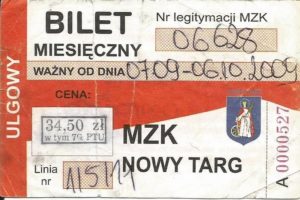 BILET Nr legitymacji MZK
MIESIĘCZNY 06628
WAŻNY OD DNIA 07.09-06.10.2009
CENA:
34,50 zł
w tym 7% PTU
MZK
NOWY TARG
Linia nr
ULGOWY
A 0000527